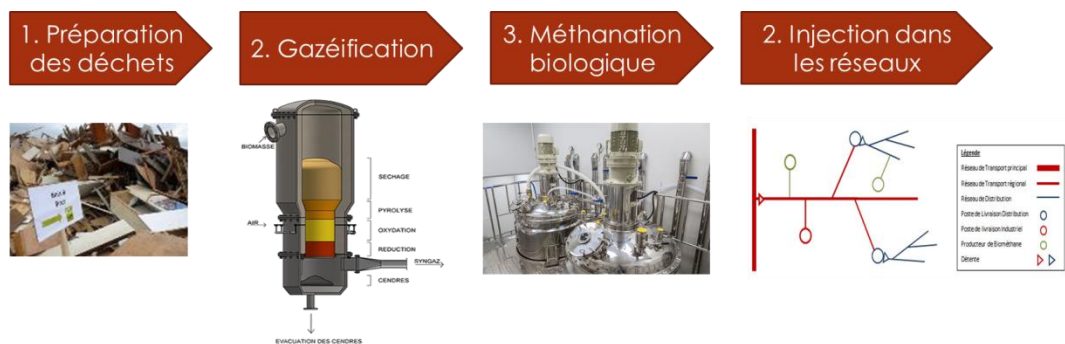 1. Préparation
des déchets
2. Gazéification
3. Méthanation
biologique
2. Injection dans
les réseaux
BIOMASSE
AIR
SECHAGE
PYROLYSE
OXYDATION
REDUCTION
SYNGAZ
CENDRES
EVACUATION DES CENDRES
Légende
Réseau de Transport principal
Réseau de Transport régional
Réseau de Distribution
Poste de Livraison Distribution
Poste de livraison Industriel
Producteur de Biométhane
Détente